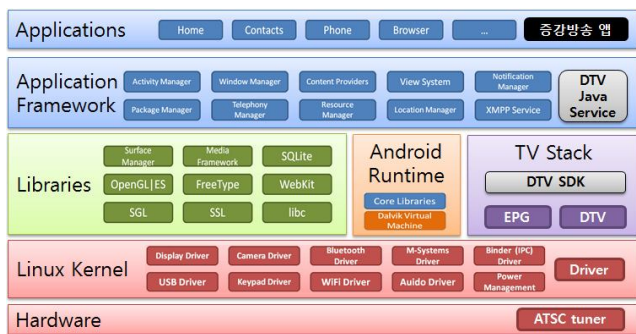 Applications
Home
Contacts
Phone
Browser
...
증강방송 앱
Application
Framework
Activity Manager
Window Manager
Content Providers
View System
Notification
Manager
Package Manager
Telephony
Manager
Resource
Manager
Location Manager
XMPP Service
DTV
Java
Service
Libraries
Surface
Manager
Media
Framework
SQLite
OpenGL|ES
FreeType
WebKit
SGL
SSL
libc
Android
Runtime
Core Libraries
Dalvik Virtual
Machine
TV Stack
DTV SDK
EPG
DTV
Linux Kernel
Display Driver
Camera Driver
Bluetooth
Driver
M-Systems
Driver
Binder (IPC)
Driver
USB Driver
Keypad Driver
WiFi Driver
Auido Driver
Power
Management
Driver
Hardware
ATSC tuner